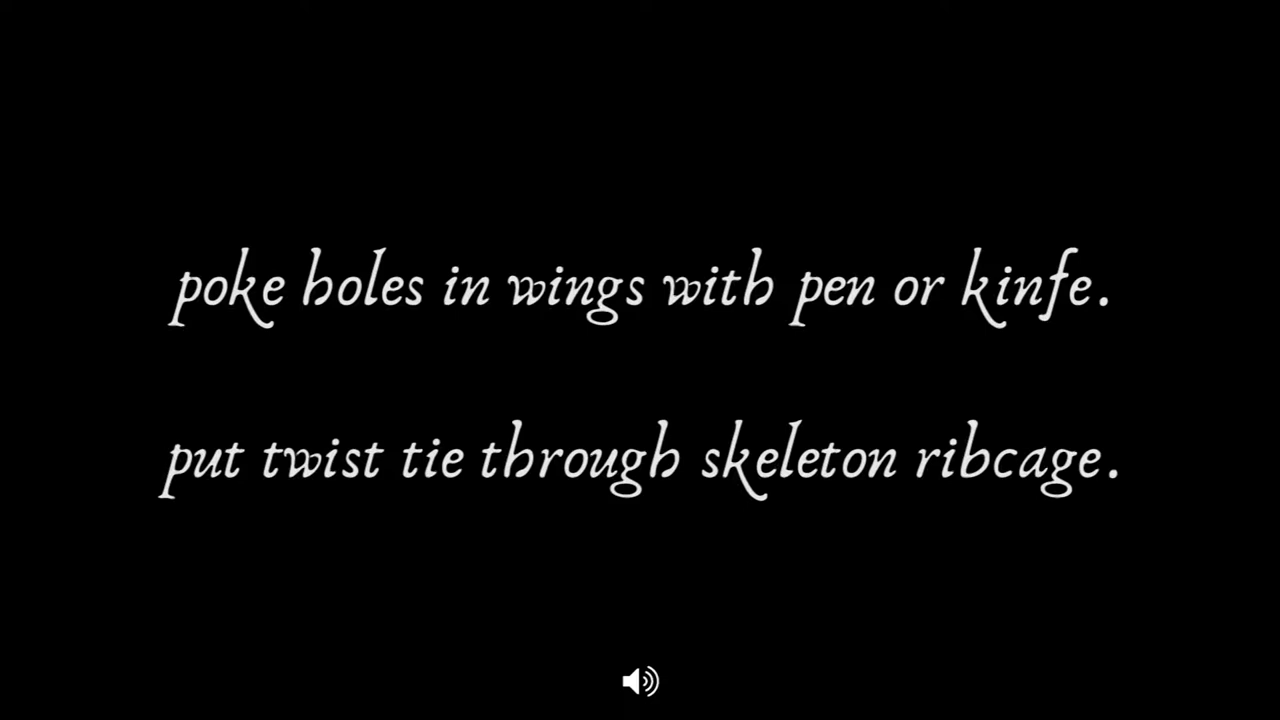 poke holes in wings with pen or kinfe.
put twist tie through skeleton ribcage.